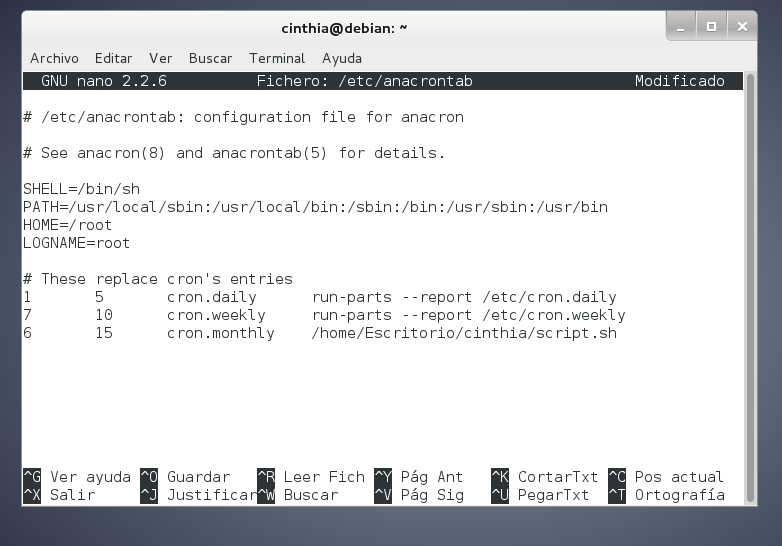 cinthia@debian: ~
Archivo Editar Ver Buscar Terminal Ayuda
GNU nano 2.2.6 Fichero: /etc/anacrontab Modificado
# /etc/anacrontab: configuration file for anacron
# See anacron(8) and anacrontab(5) for details.
SHELL=/bin/sh
PATH=/usr/local/sbin:/usr/local/bin:/sbin:/bin:/usr/sbin:/usr/bin
HOME=/root
LOGNAME=root
# These replace cron's entries
1 5 cron.daily run-parts --report /etc/cron.daily
7 10 cron.weekly run-parts --report /etc/cron.weekly
6 15 cron.monthly /home/Escritorio/cinthia/script.sh
^G Ver ayuda ^O Guardar ^R Leer Fich ^Y Pág Ant ^K CortarTxt ^C Pos actual
^X Salir ^J Justificar ^W Buscar ^V Pág Sig ^U PegarTxt ^T Ortografía